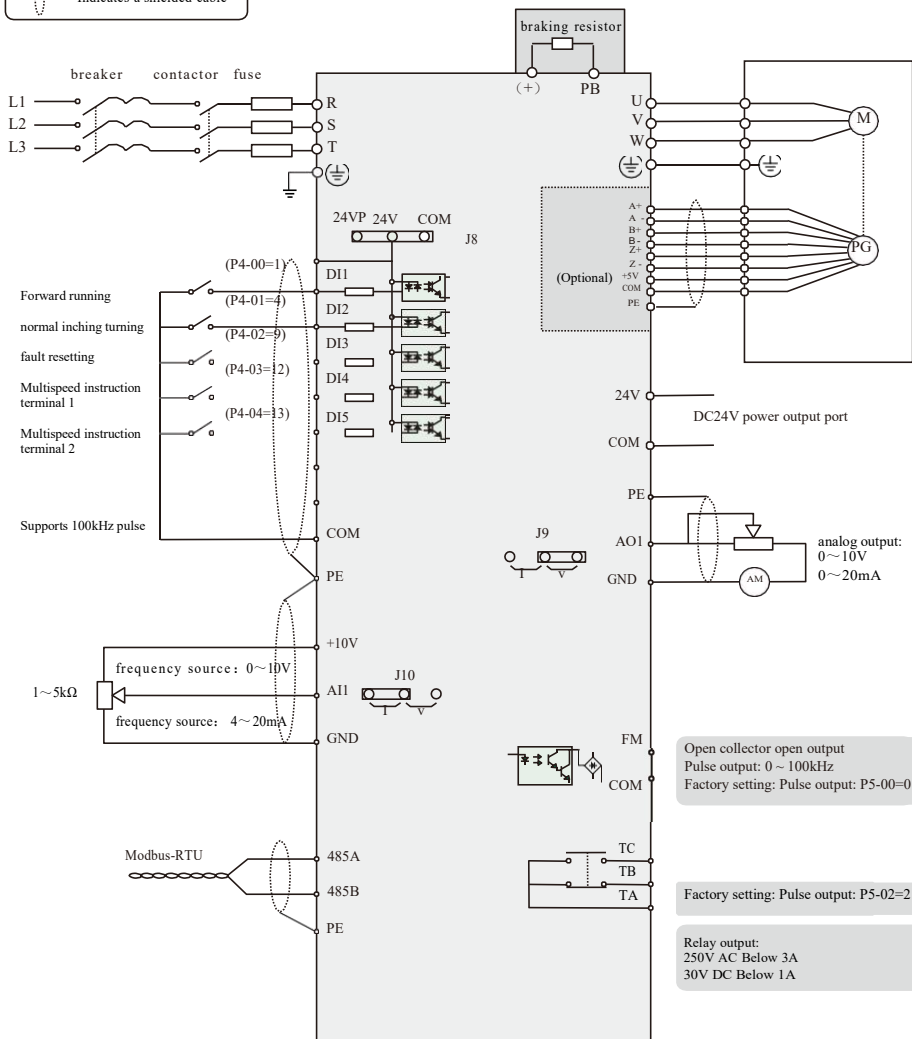 Indicates a shielded cable
braking resistor
(+) PB
breaker contactor fuse
L1
L2
L3
R
S
T
U
V
W
M
24VP 24V COM
J8
A+
A -
B+
B-
Z+
Z -
+5V
COM
PE
(Optional)
PG
(P4-00=1)
DI1
Forward running
(P4-01=4)
DI2
normal inching turning
(P4-02=9)
DI3
fault resetting
(P4-03=12)
DI4
Multispeed instruction
terminal 1
(P4-04=13)
DI5
Multispeed instruction
terminal 2
Supports 100kHz pulse
COM
PE
24V
DC24V power output port
COM
PE
J9
I V
AO1
GND
AM
analog output:
0～10V
0～20mA
+10V
frequency source： 0～10V
1～5kΩ
AI1
J10
I V
frequency source： 4～20mA
GND
FM
COM
Open collector open output
Pulse output: 0 ~ 100kHz
Factory setting: Pulse output: P5-00=0
Modbus-RTU
485A
485B
PE
TC
TB
TA
Factory setting: Pulse output: P5-02=2
Relay output:
250V AC Below 3A
30V DC Below 1A